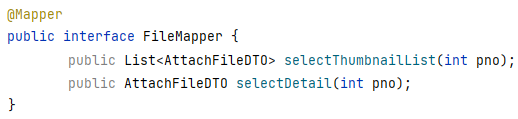 @Mapper
public interface FileMapper {
public List<AttachFileDTO> selectThumbnailList(int pno);
public AttachFileDTO selectDetail(int pno);
}